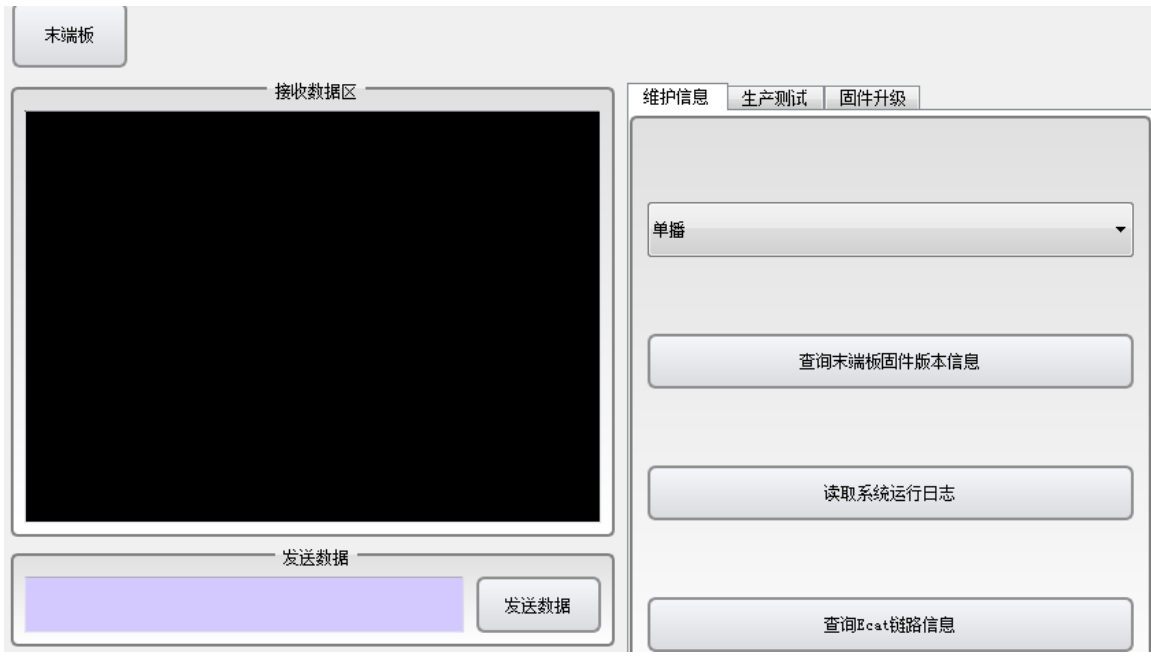 末端板
接收数据区
维护信息
生产测试
固件升级
单播
查询末端板固件版本信息
读取系统运行日志
发送数据
发送数据
查询Ecat链路信息